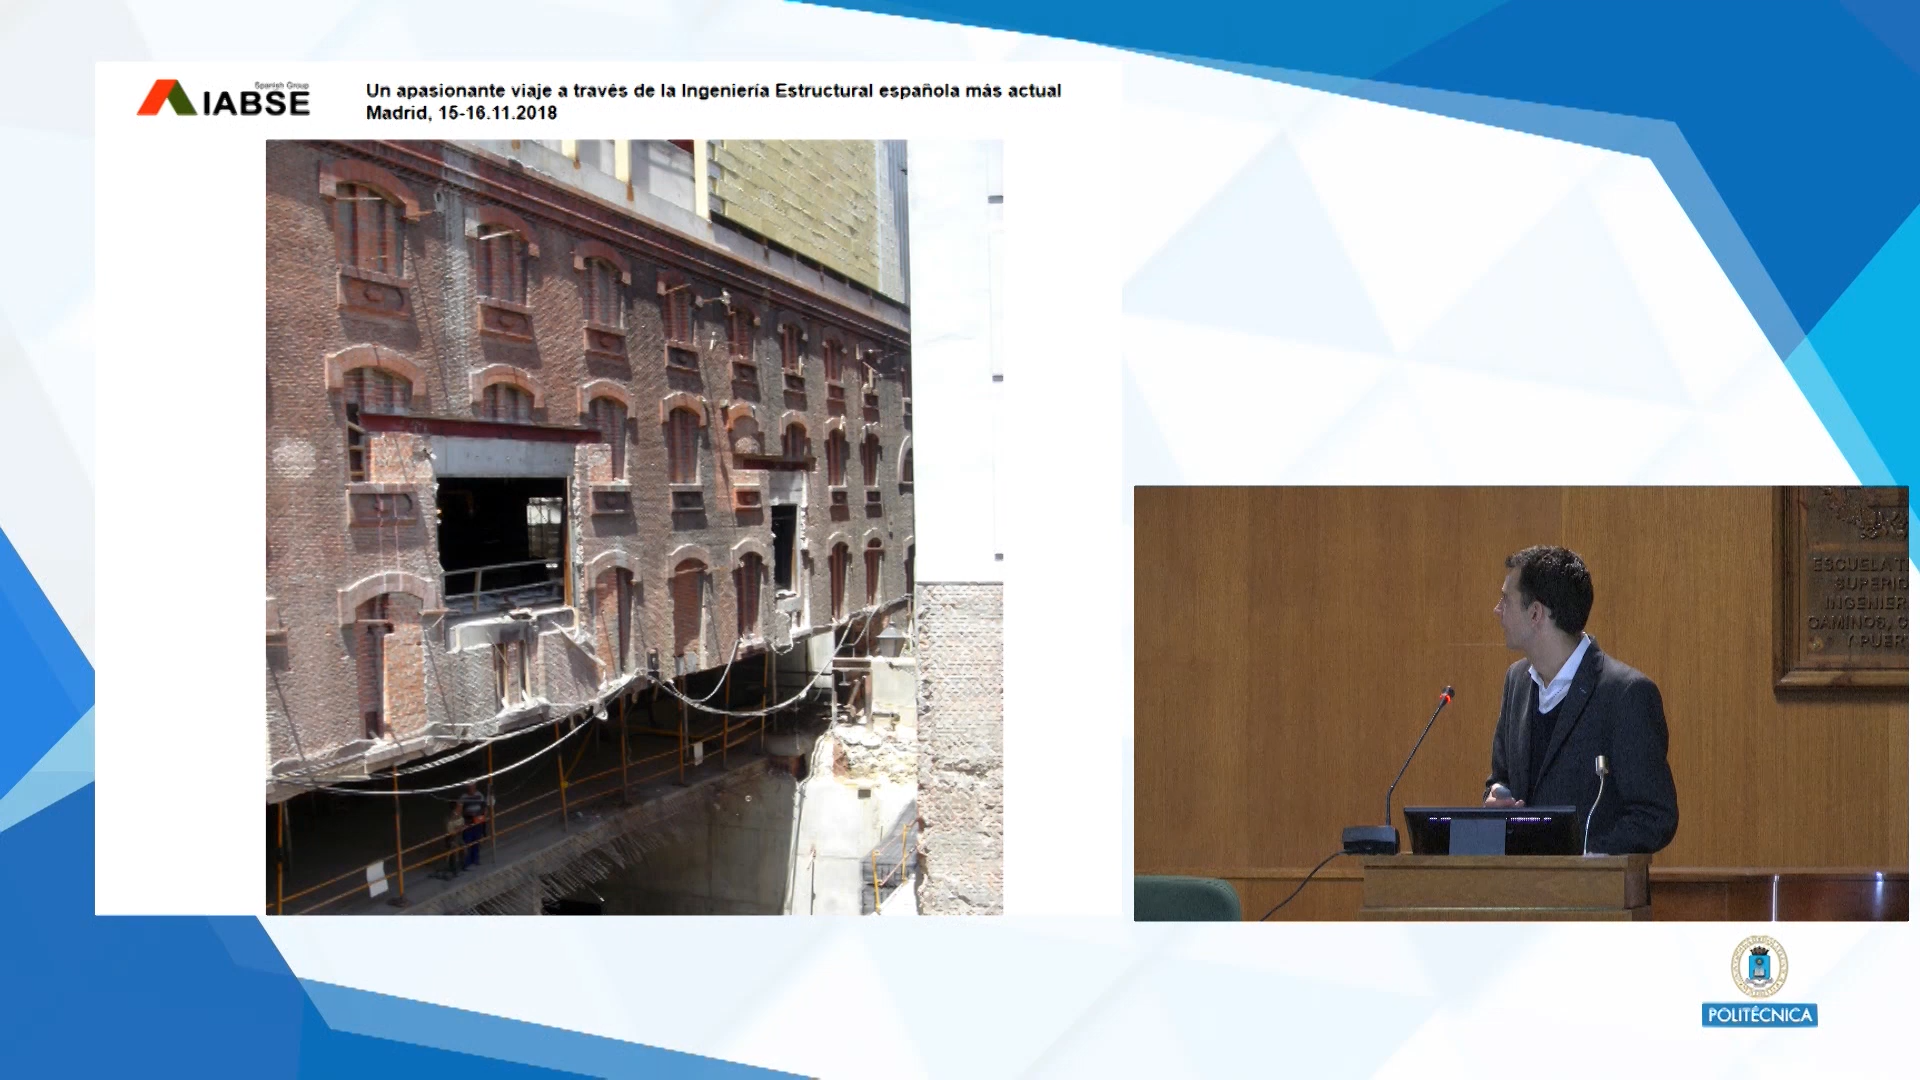 Spanish Group
IABSE
Un apasionante viaje a través de la Ingeniería Estructural española más actual
Madrid, 15-16.11.2018
ESCUELA T
SUPERIO
INGENIER
CAMINOS, C
Y PUER
POLITÉCNICA